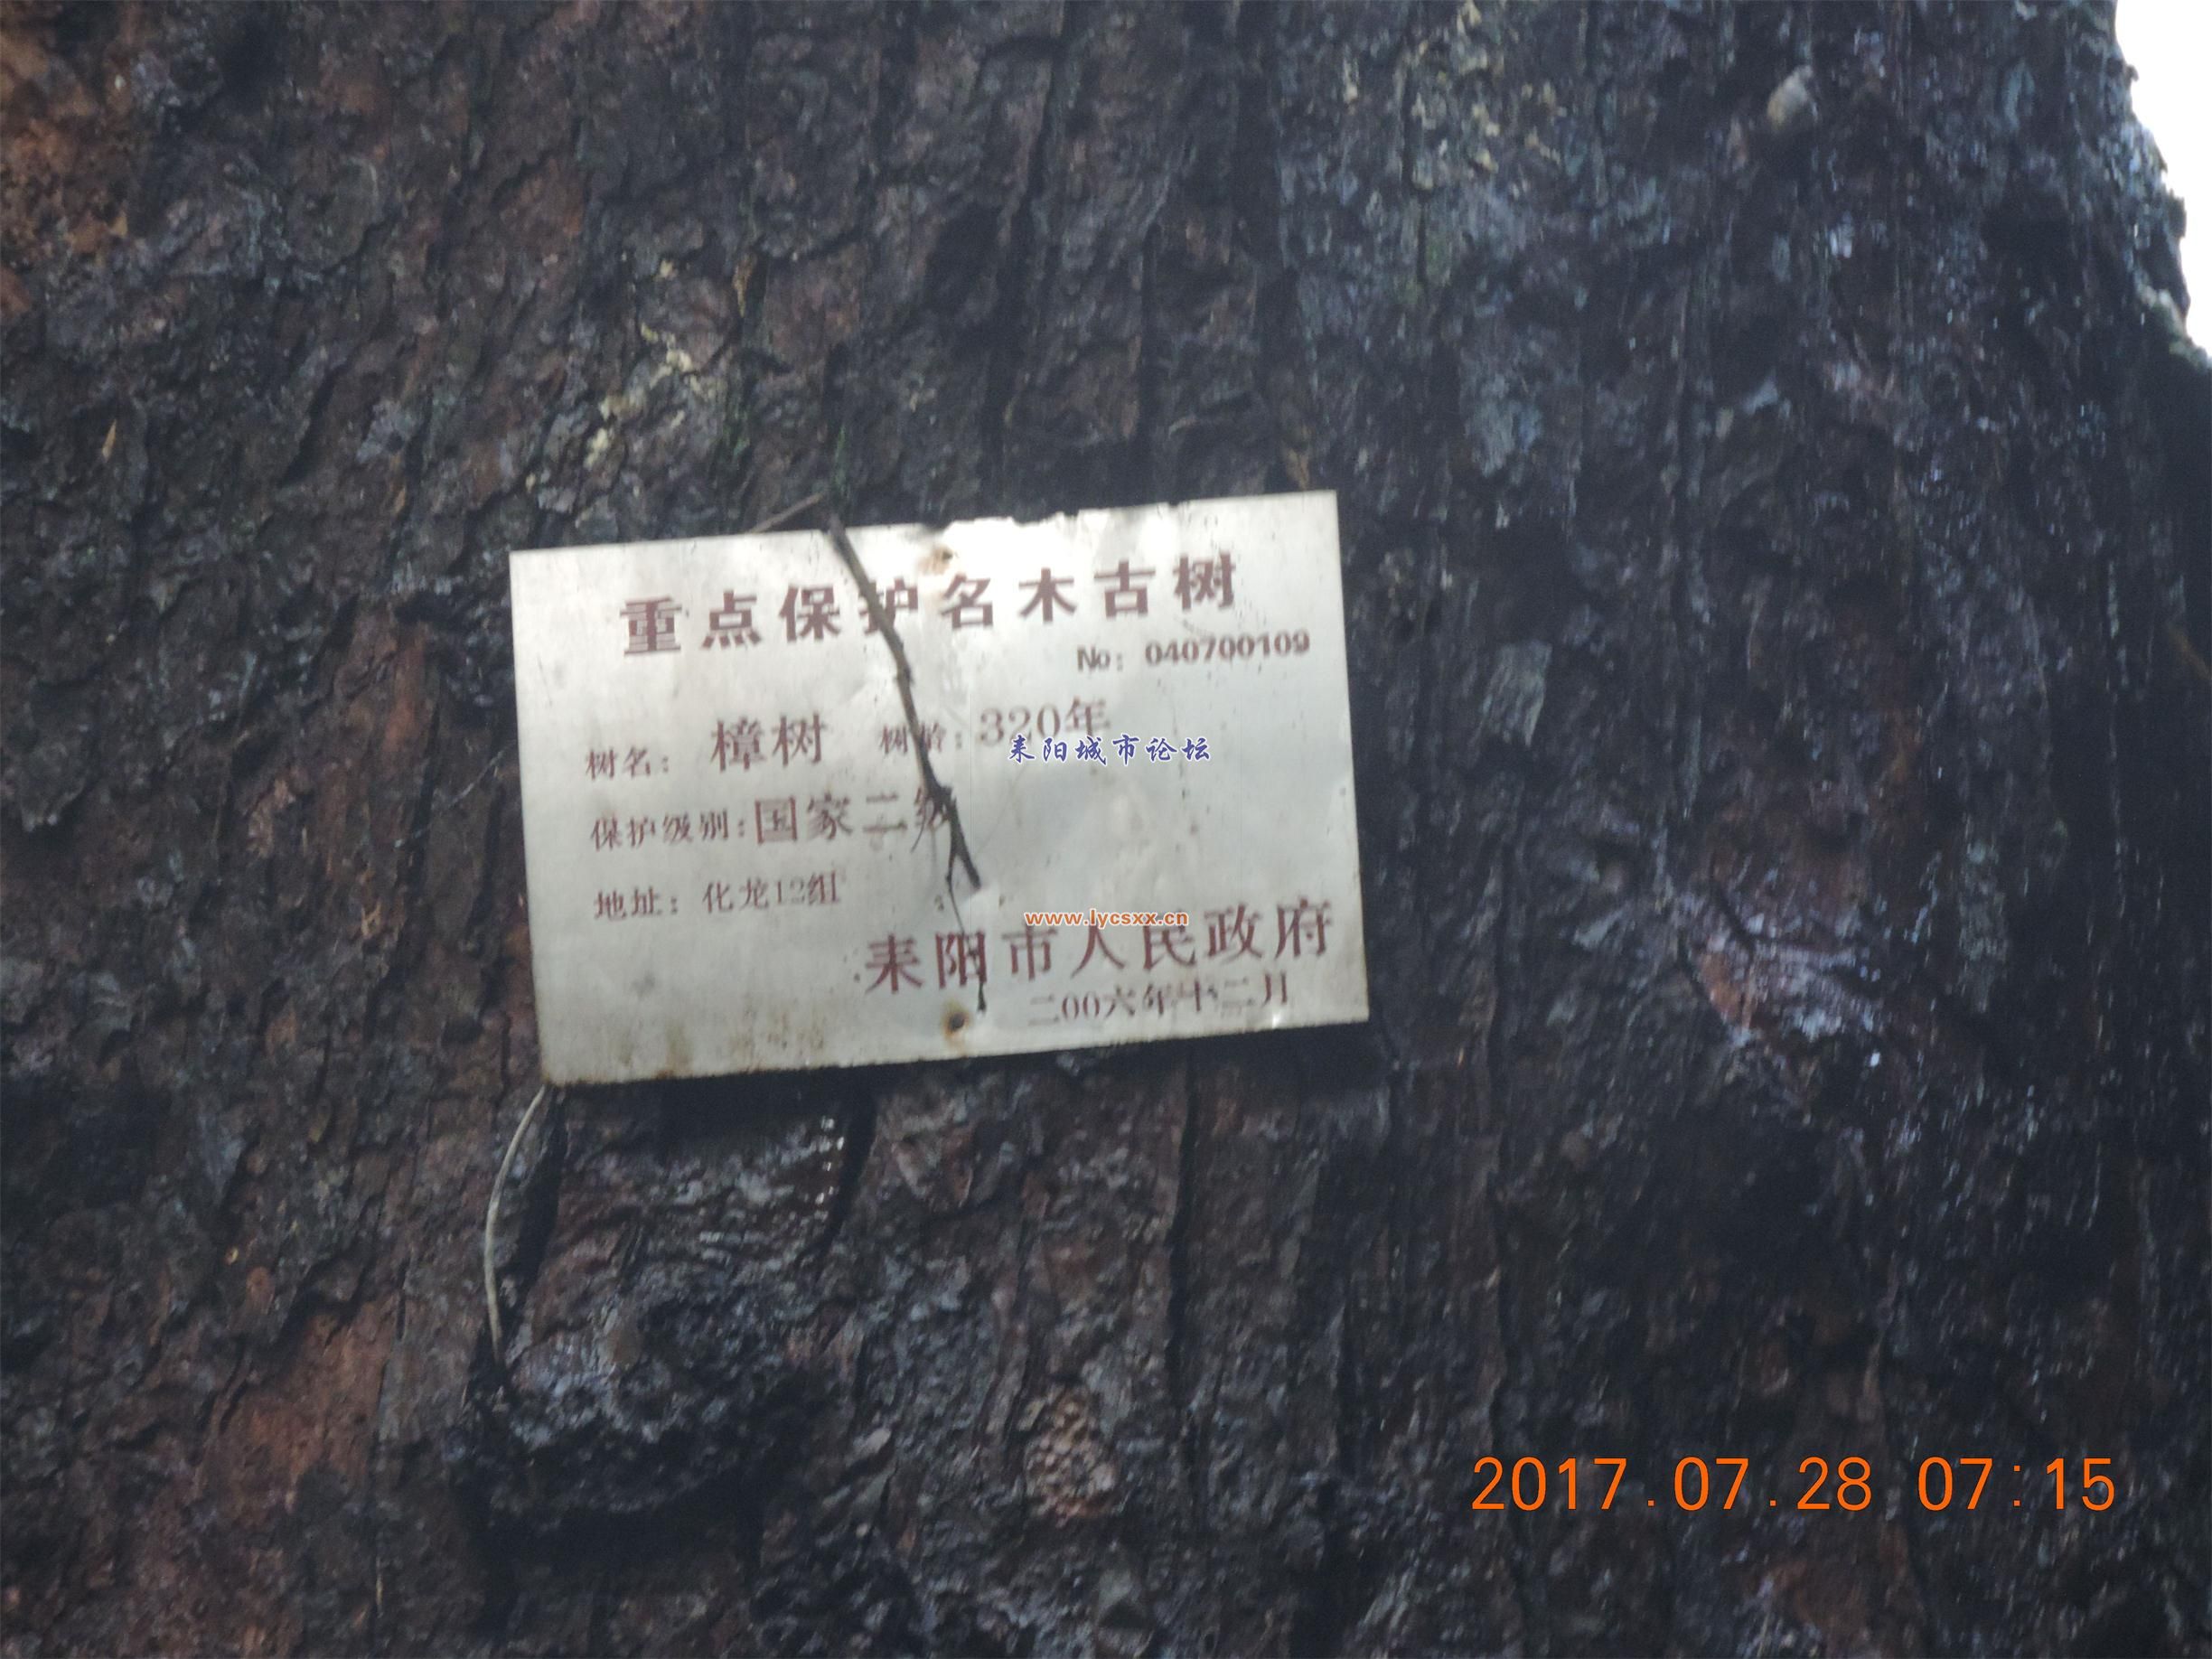 重点保护名木古树
No: 040700109
树名: 樟树 树龄: 320年
耒阳城市论坛
保护级别: 国家二级
地址: 化龙12组
www.lycsxx.cn
耒阳市人民政府
二00六年十二月
2017.07.28 07:15